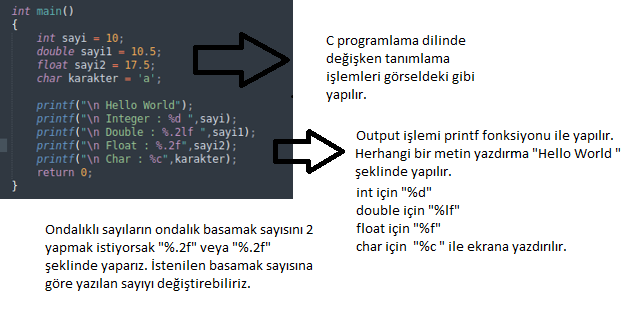 int main()
{
int sayi = 10;
double sayi1 = 10.5;
float sayi2 = 17.5;
char karakter = 'a';
printf("\n Hello World");
printf("\n Integer : %d ",sayi);
printf("\n Double : %.2lf ",sayi1);
printf("\n Float : %.2f",sayi2);
printf("\n Char : %c",karakter);
return 0;
}
C programlama dilinde
değişken tanımlama
işlemleri görseldeki gibi
yapılır.
Output işlemi printf fonksiyonu ile yapılır.
Herhangi bir metin yazdırma "Hello World "
şeklinde yapılır.
int için "%d"
double için "%lf"
float için "%f"
char için "%c " ile ekrana yazdırılır.
Ondalıklı sayıların ondalık basamak sayısını 2
yapmak istiyorsak "%.2f" veya "%.2f"
şeklinde yaparız. İstenilen basamak sayısına
göre yazılan sayıyı değiştirebiliriz.